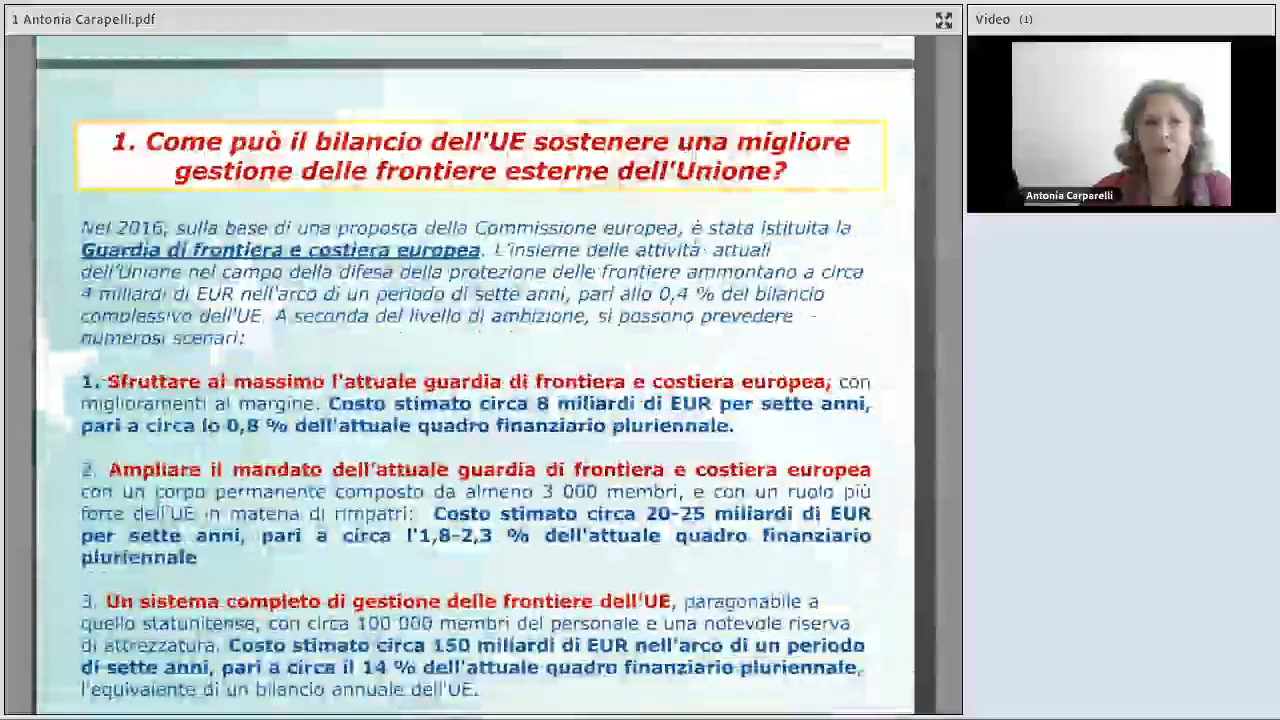 1 Antonia Carapelli.pdf
Video (1)
Antonia Carparelli
1. Come può il bilancio dell'UE sostenere una migliore
gestione delle frontiere esterne dell'Unione?
Nel 2016, sulla base di una proposta della Commissione europea, è stata istituita la
Guardia di frontiera e costiera europea. L'insieme delle attività attuali
dell'Unione nel campo della difesa della protezione delle frontiere ammontano a circa
4 miliardi di EUR nell'arco di un periodo di sette anni, pari allo 0,4 % del bilancio
complessivo dell'UE. A seconda del livello di ambizione, si possono prevedere
numerosi scenari:
1. Sfruttare al massimo l'attuale guardia di frontiera e costiera europea, con
miglioramenti al margine. Costo stimato circa 8 miliardi di EUR per sette anni,
pari a circa lo 0,8 % dell'attuale quadro finanziario pluriennale.
2. Ampliare il mandato dell'attuale guardia di frontiera e costiera europea
con un corpo permanente composto da almeno 3 000 membri, e con un ruolo più
forte dell'UE in materia di rimpatri: Costo stimato circa 20-25 miliardi di EUR
per sette anni, pari a circa l'1,8-2,3 % dell'attuale quadro finanziario
pluriennale
3. Un sistema completo di gestione delle frontiere dell'UE, paragonabile a
quello statunitense, con circa 100 000 membri del personale e una notevole riserva
di attrezzatura. Costo stimato circa 150 miliardi di EUR nell'arco di un periodo
di sette anni, pari a circa il 14 % dell'attuale quadro finanziario pluriennale,
l'equivalente di un bilancio annuale dell'UE.